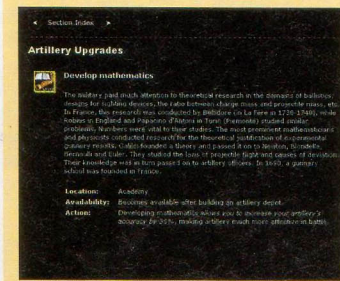 Section Index
Artillery Upgrades
Develop mathematics
The military paid much attention to theoretical research in the domains of ballistics,
designs for sighting devices, the ratio between charge mass and projectile mass, etc.
In France, this research was conducted by Belidore (in La Fere in 1720-1740), while
Robins in England and Papanino d'Antoni in Turin (Piemonte) studied similar
problems. Numbers were vital to their studies. The most prominent mathematicians
and physicists conducted research for the theoretical justification of experimental
gunnery results. Galilei founded a theory and passed it on to Newton,
Bernoulli and Euler. They studied the laws of projectile flight and causes of deviation.
Their knowledge was in turn passed on to artillery officers. In 1690, a gunnery
school was founded in France.
Location: Academy
Availability: Becomes available after building an artillery depot.
Action: Developing mathematics allows you to increase your artillery's
accuracy by 30%, making artillery much more effective in battle.